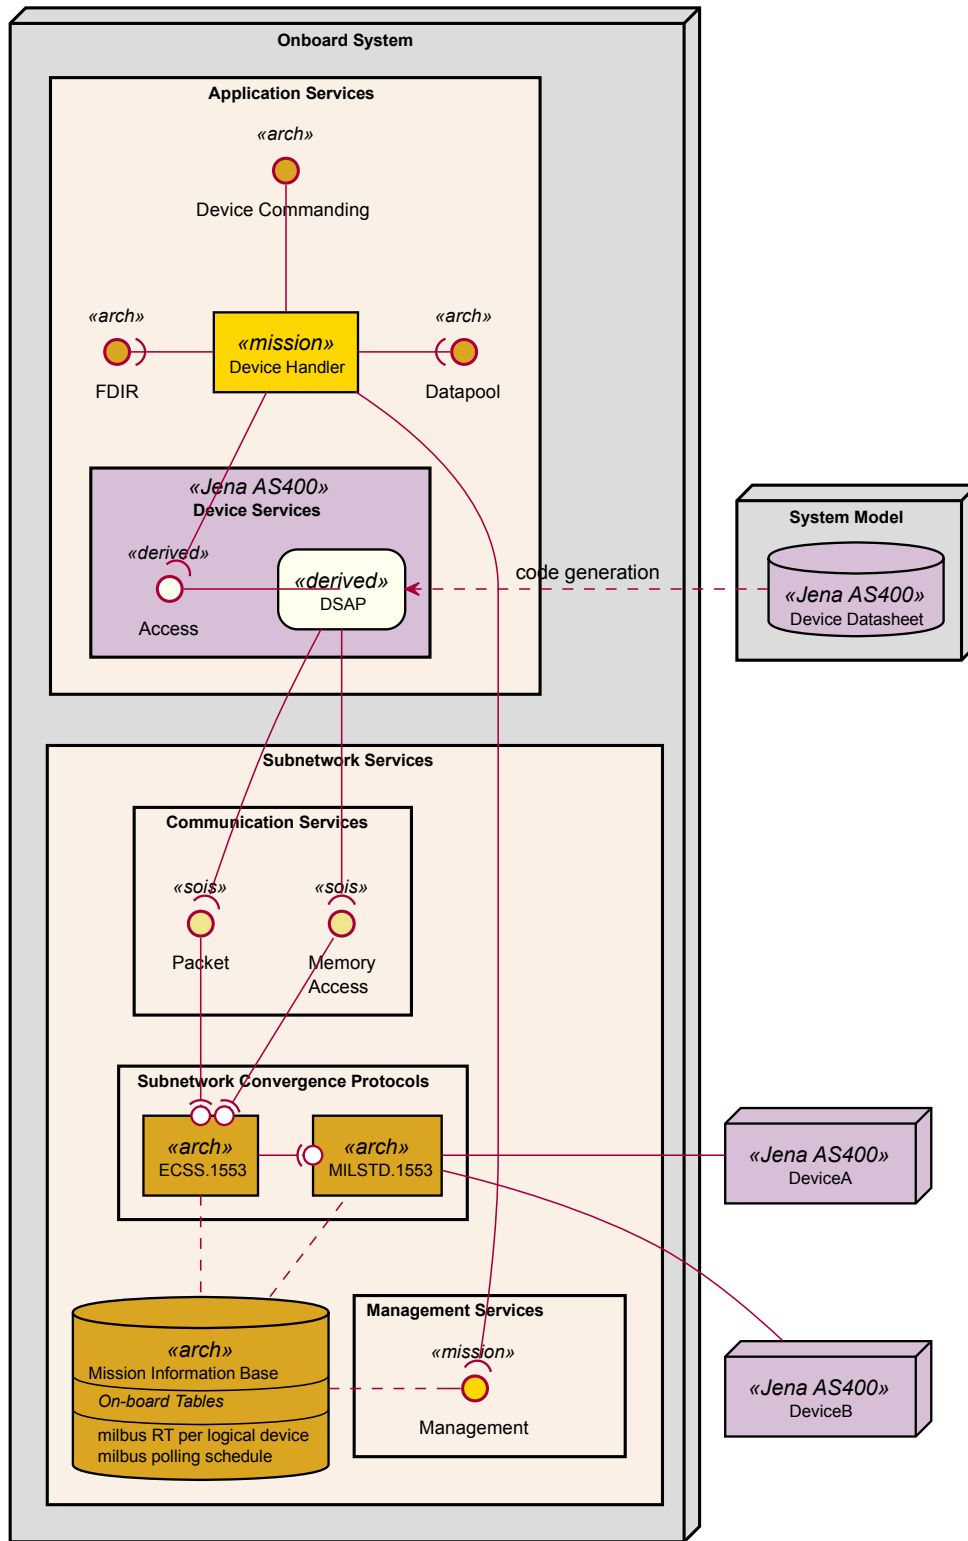 Onboard System
Application Services
«arch»
Device Commanding
«arch»
FDIR
«mission»
Device Handler
«arch»
Datapool
«Jena AS400»
Device Services
«derived»
Access
«derived»
DSAP
code generation
System Model
«Jena AS400»
Device Datasheet
Subnetwork Services
Communication Services
«sois»
Packet
«sois»
Memory
Access
Subnetwork Convergence Protocols
«arch»
ECSS.1553
«arch»
MILSTD.1553
«Jena AS400»
DeviceA
«arch»
Mission Information Base
On-board Tables
milbus RT per logical device
milbus polling schedule
Management Services
«mission»
Management
«Jena AS400»
DeviceB